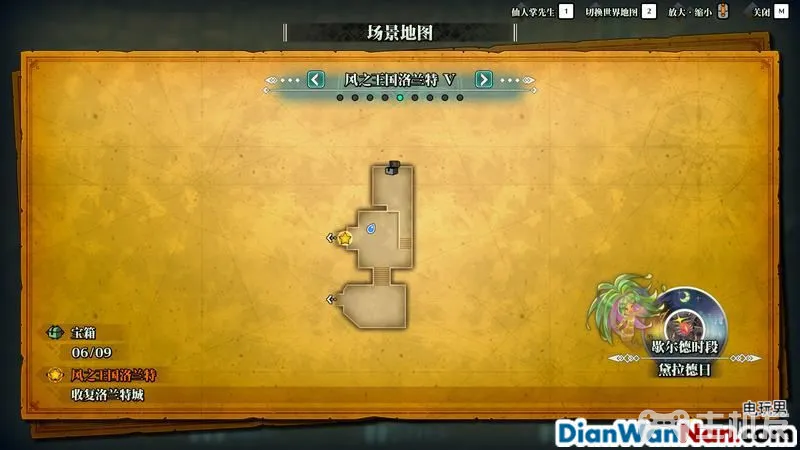 仙人掌先生 1 切换世界地图 2 放大·缩小 关闭 M
场景地图
风之王国洛兰特 V
宝箱
06/09
风之王国洛兰特
收复洛兰特城
歇尔德时段
黛拉德日
电玩男
DianWanNan.com